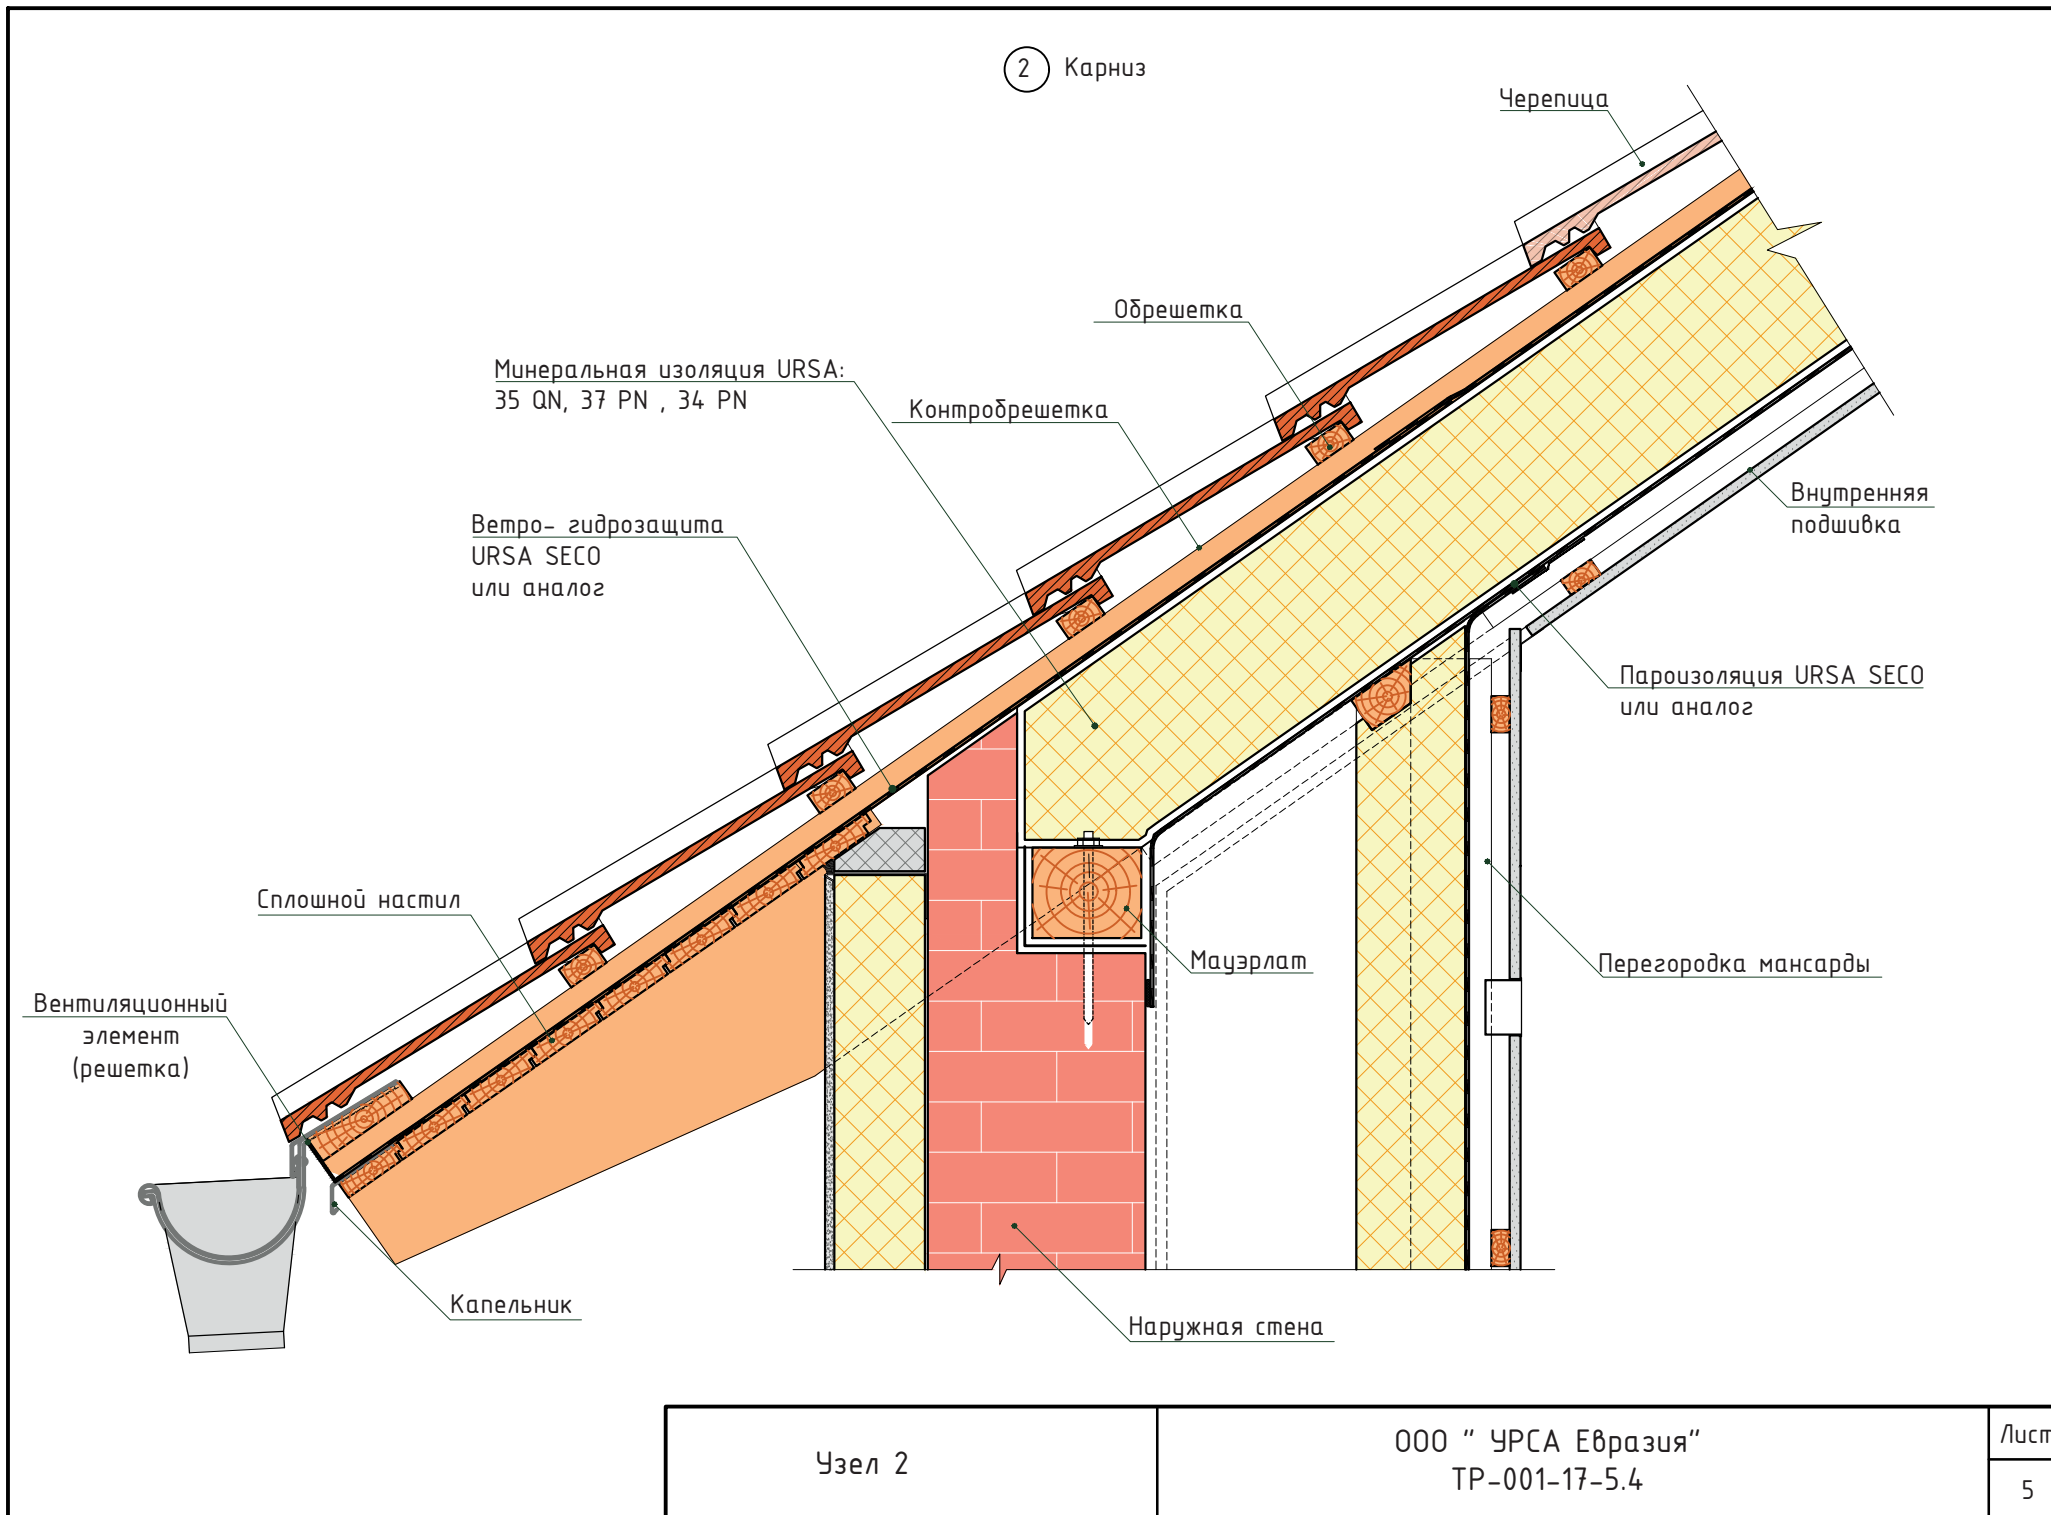 2 Карниз
Черепица
Обрешетка
Минеральная изоляция URSA:
35 QN, 37 PN , 34 PN
Контробрешетка
Внутренняя
подшивка
Ветро- гидрозащита
URSA SECO
или аналог
Пароизоляция URSA SECO
или аналог
Сплошной настил
Мауэрлат
Перегородка мансарды
Вентиляционный
элемент
(решетка)
Капельник
Наружная стена
Узел 2
ООО " УРСА Евразия"
ТР-001-17-5.4
Лист
5